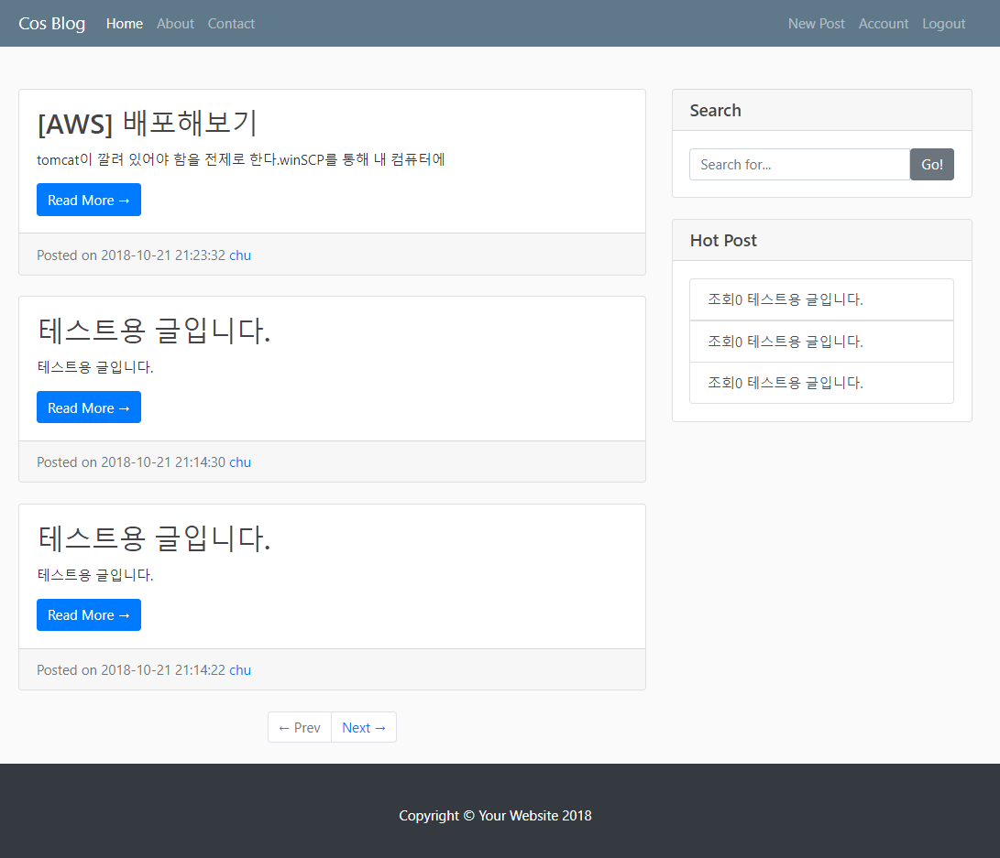 Cos Blog Home About Contact New Post Account Logout
[AWS] 배포해보기
tomcat이 깔려 있어야 함을 전제로 한다.winSCP를 통해 내 컴퓨터에
Read More →
Posted on 2018-10-21 21:23:32 chu
테스트용 글입니다.
테스트용 글입니다.
Read More →
Posted on 2018-10-21 21:14:30 chu
테스트용 글입니다.
테스트용 글입니다.
Read More →
Posted on 2018-10-21 21:14:22 chu
← Prev Next →
Search
Search for... Go!
Hot Post
조회0 테스트용 글입니다.
조회0 테스트용 글입니다.
조회0 테스트용 글입니다.
Copyright © Your Website 2018